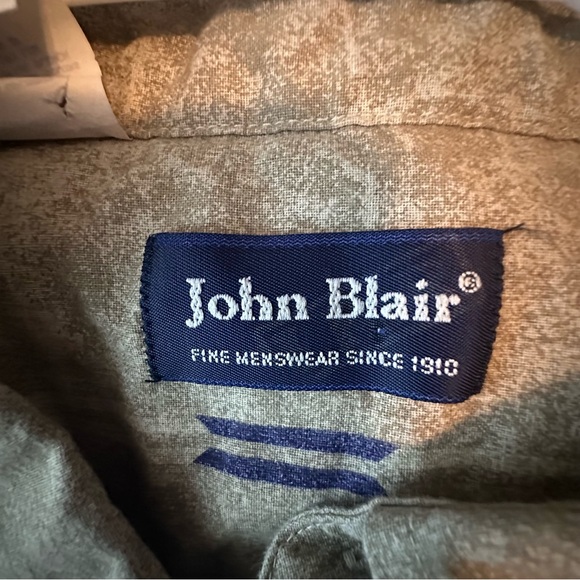 John Blair®
FINE MENSWEAR SINCE 1910